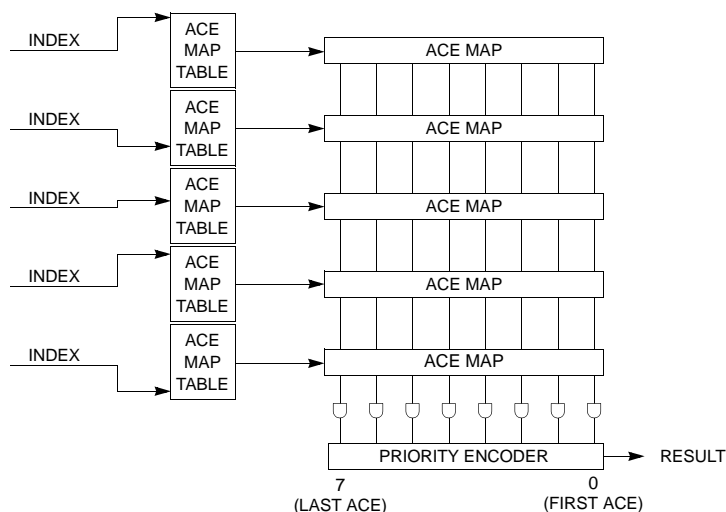 INDEX
ACE
MAP
TABLE
ACE MAP
INDEX
ACE
MAP
TABLE
ACE MAP
INDEX
ACE
MAP
TABLE
ACE MAP
INDEX
ACE
MAP
TABLE
ACE MAP
INDEX
ACE
MAP
TABLE
ACE MAP
PRIORITY ENCODER
RESULT
7
(LAST ACE)
0
(FIRST ACE)